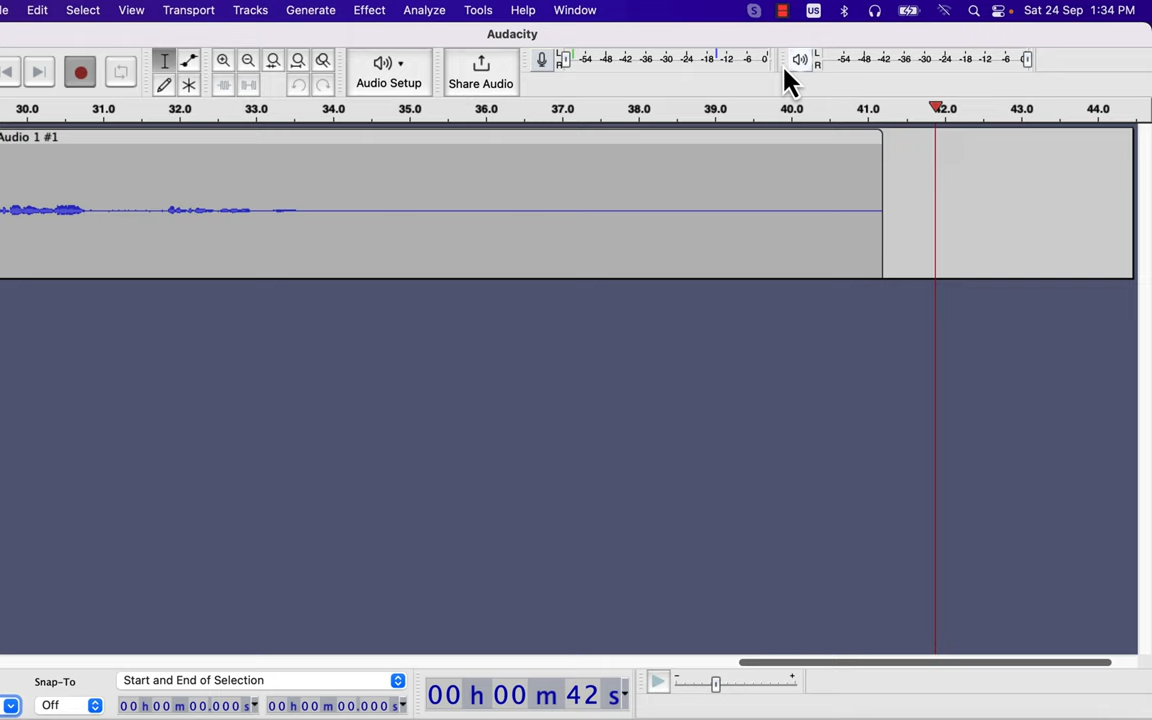 le Edit Select View Transport Tracks Generate Effect Analyze Tools Help Window S US Sat 24 Sep 1:34 PM
Audacity
Audio Setup
Share Audio
L
R
-54 -48 -42 -36 -30 -24 -18 -12 -6 0
L
R
-54 -48 -42 -36 -30 -24 -18 -12 -6
30.0 31.0 32.0 33.0 34.0 35.0 36.0 37.0 38.0 39.0 40.0 41.0 42.0 43.0 44.0
Audio 1 #1
Snap-To
Start and End of Selection
Off
00 h 00 m 00.000 s
00 h 00 m 00.000 s
00 h 00 m 42 s
- +